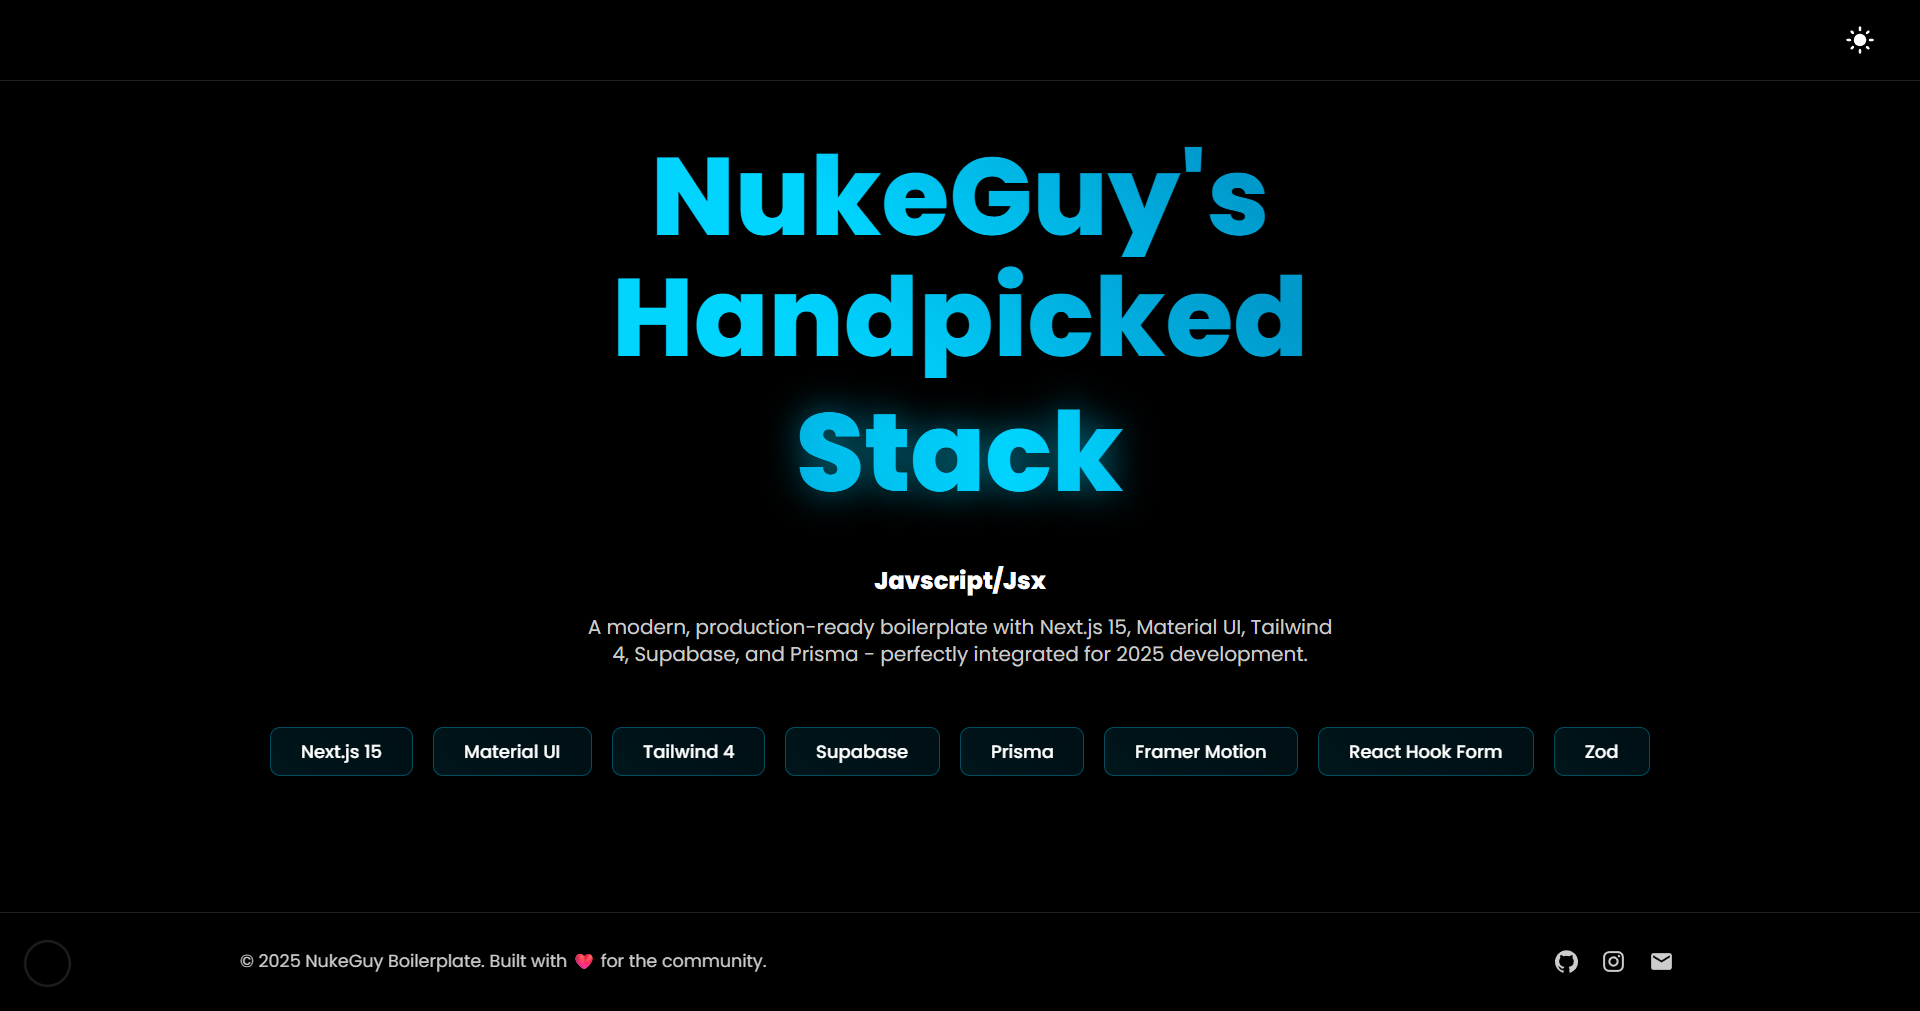 NukeGuy's
Handpicked
Stack
Javscript/Jsx
A modern, production-ready boilerplate with Next.js 15, Material UI, Tailwind
4, Supabase, and Prisma - perfectly integrated for 2025 development.
Next.js 15
Material UI
Tailwind 4
Supabase
Prisma
Framer Motion
React Hook Form
Zod
© 2025 NukeGuy Boilerplate. Built with ❤️ for the community.